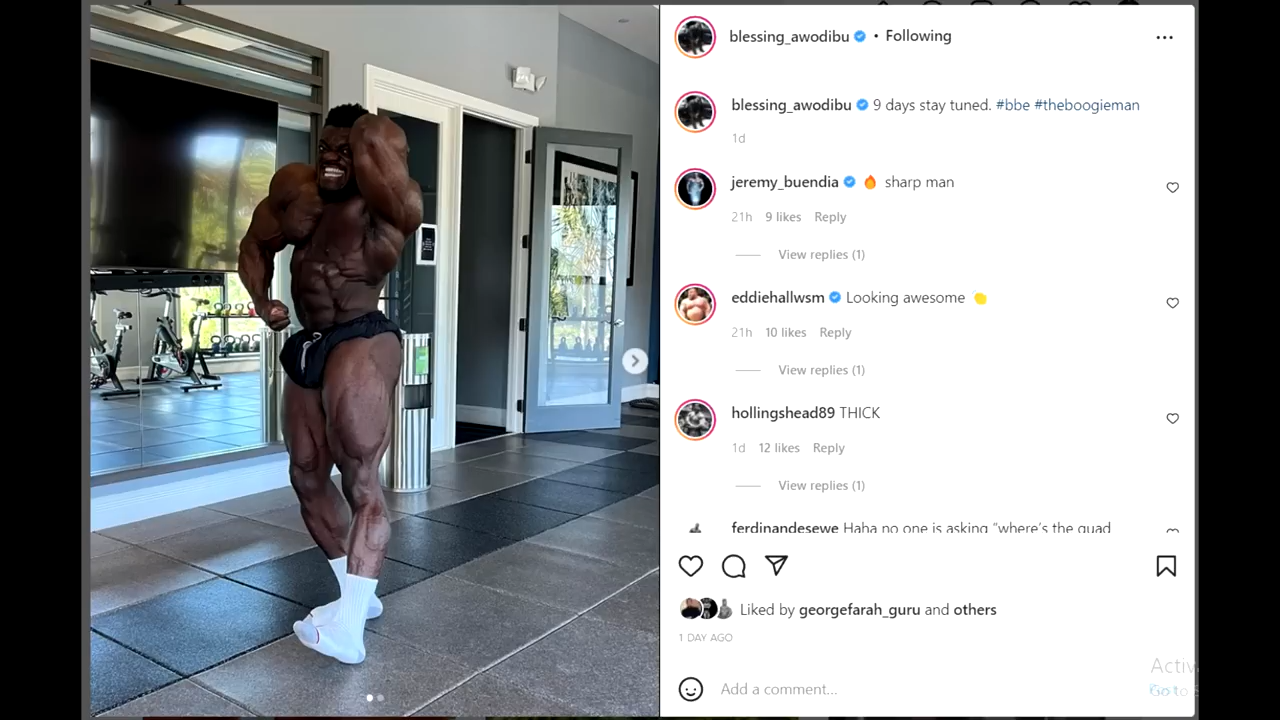 blessing_awodibu • Following
blessing_awodibu 9 days stay tuned. #bbe #theboogieman
1d
jeremy_buendia 🔥 sharp man
21h 9 likes Reply
View replies (1)
eddiehallwsm Looking awesome 👏
21h 10 likes Reply
View replies (1)
hollingshead89 THICK
1d 12 likes Reply
View replies (1)
ferdinandesewe Haha no one is asking “where’s the quad
Liked by georgefarah_guru and others
1 DAY AGO
Add a comment...
Go to